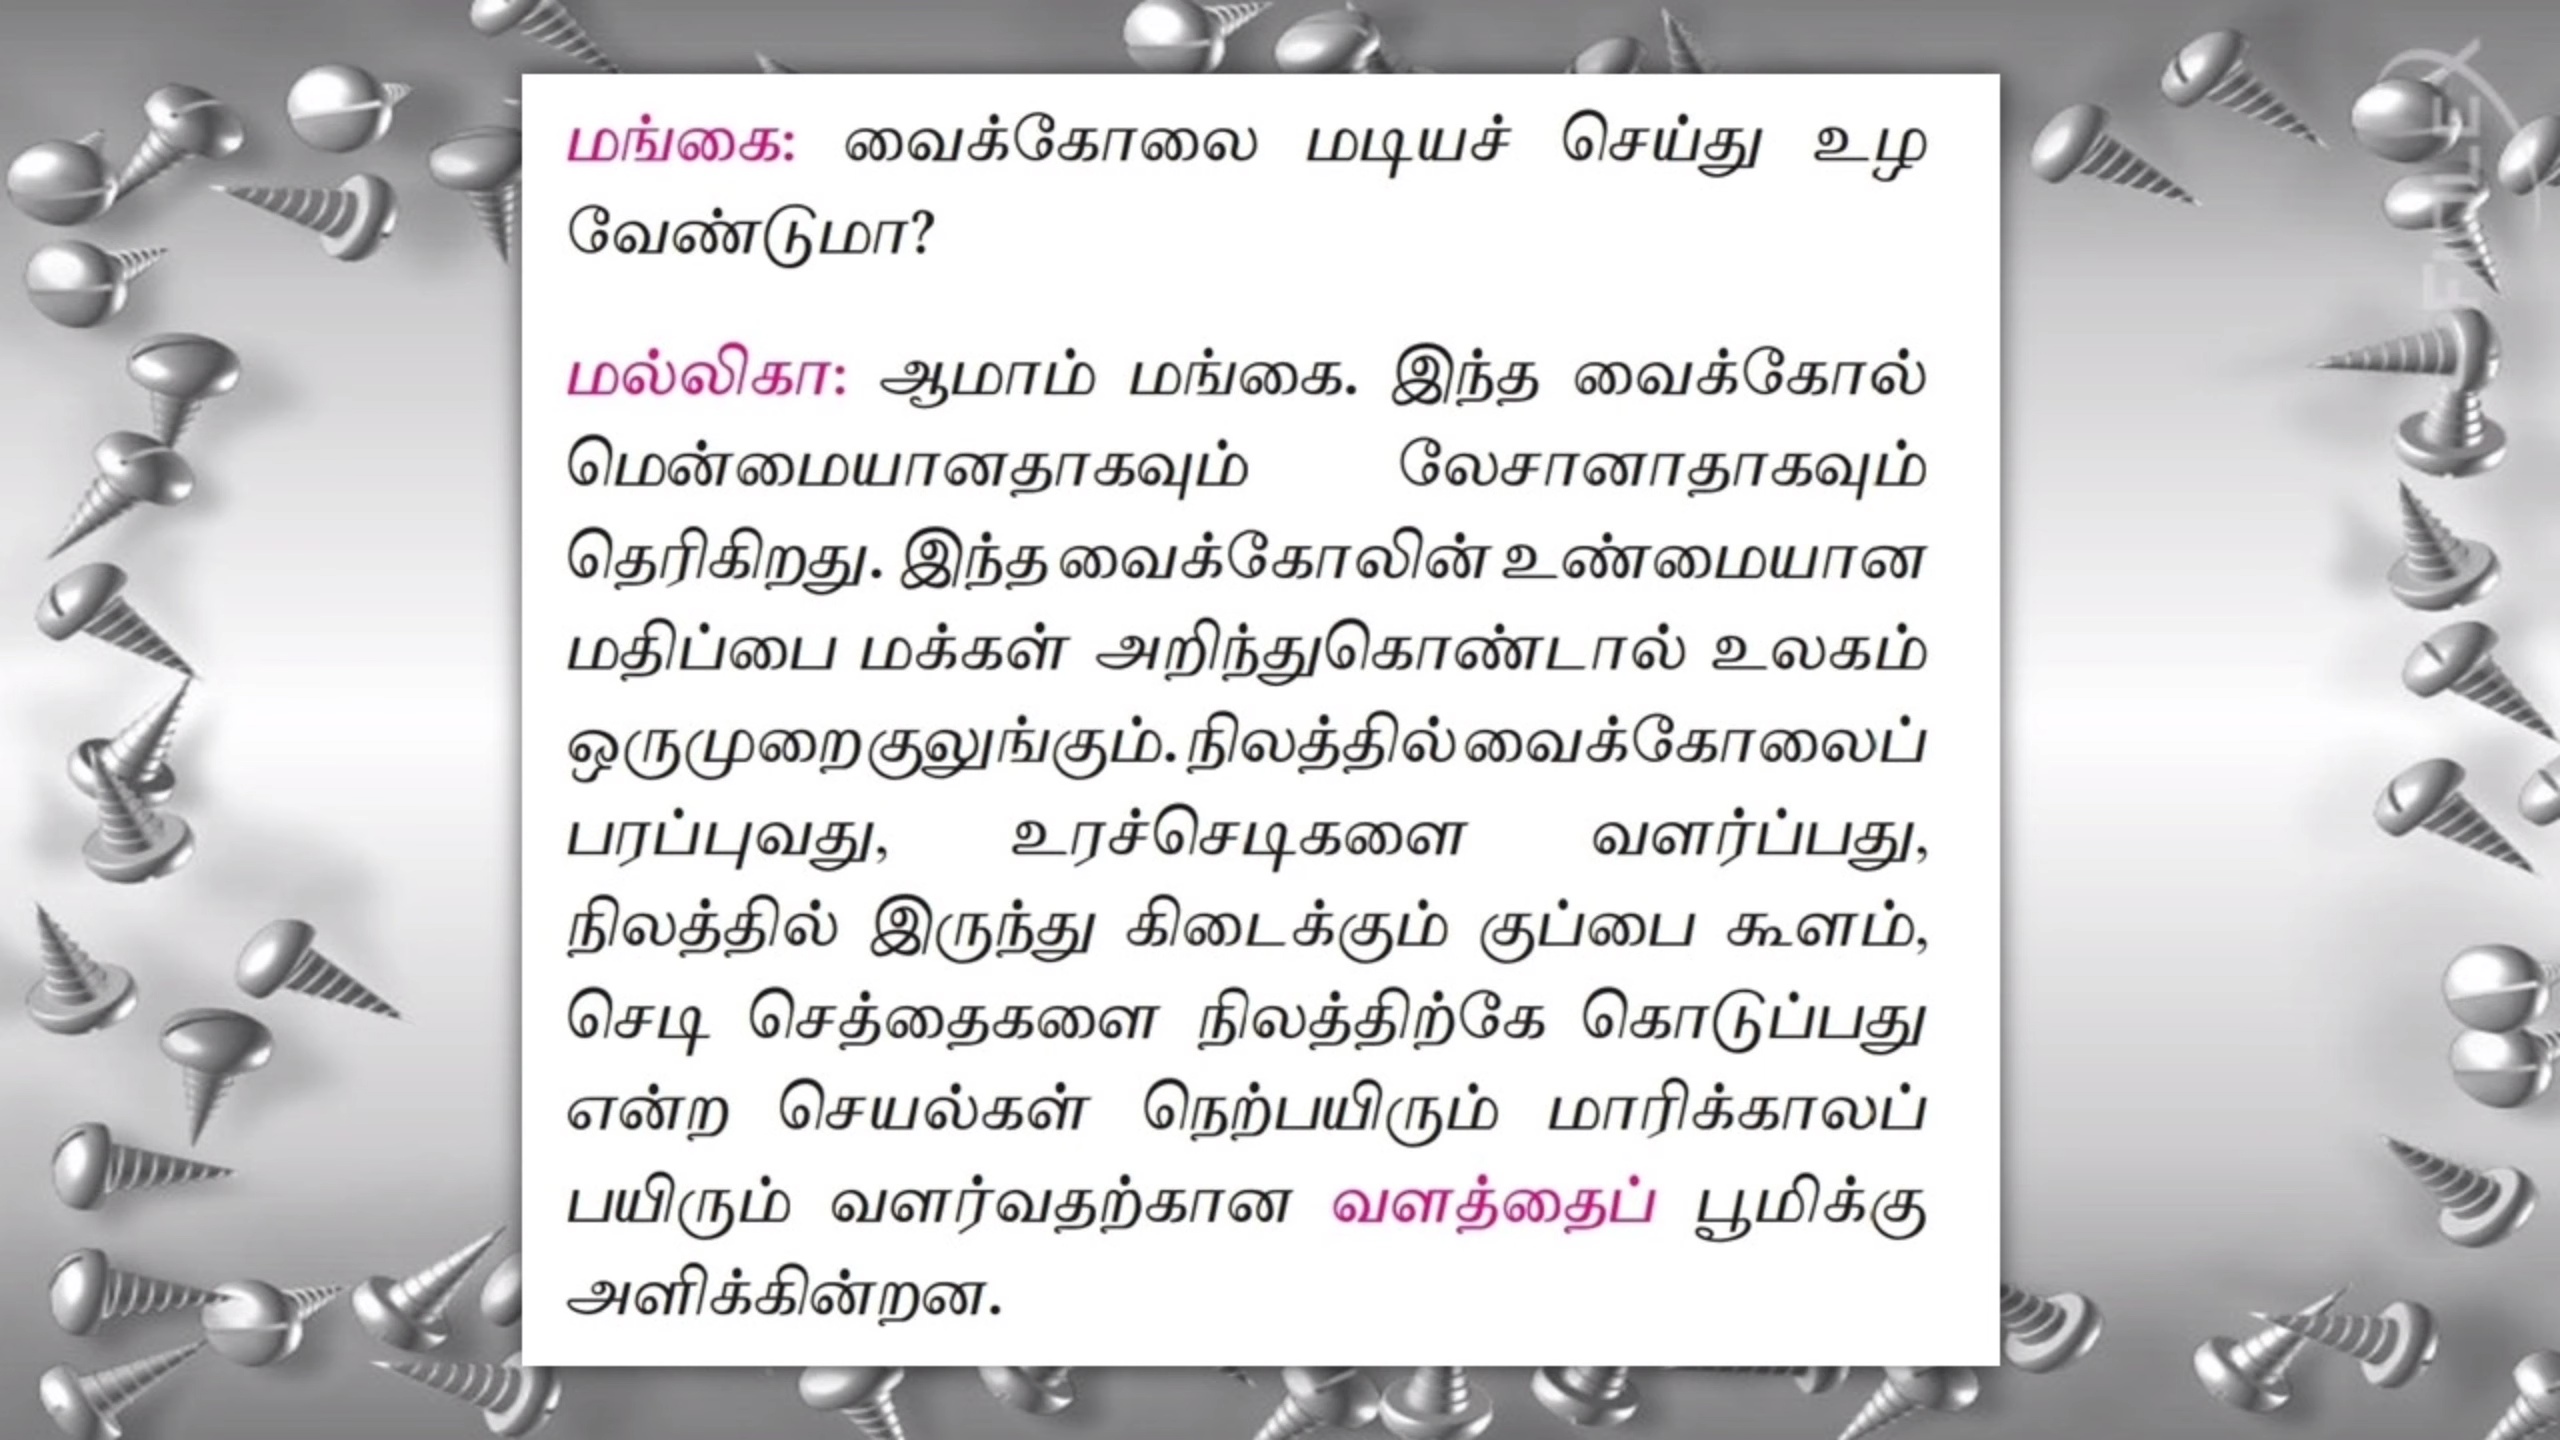 மங்கை: வைக்கோலை மடியச் செய்து உழ
வேண்டுமா?
மல்லிகா: ஆமாம் மங்கை. இந்த வைக்கோல்
மென்மையானதாகவும் லேசானாதாகவும்
தெரிகிறது. இந்த வைக்கோலின் உண்மையான
மதிப்பை மக்கள் அறிந்துகொண்டால் உலகம்
ஒருமுறை குலுங்கும். நிலத்தில் வைக்கோலைப்
பரப்புவது, உரச்செடிகளை வளர்ப்பது,
நிலத்தில் இருந்து கிடைக்கும் குப்பை கூளம்,
செடி செத்தைகளை நிலத்திற்கே கொடுப்பது
என்ற செயல்கள் நெற்பயிரும் மாரிக்காலப்
பயிரும் வளர்வதற்கான வளத்தைப் பூமிக்கு
அளிக்கின்றன.